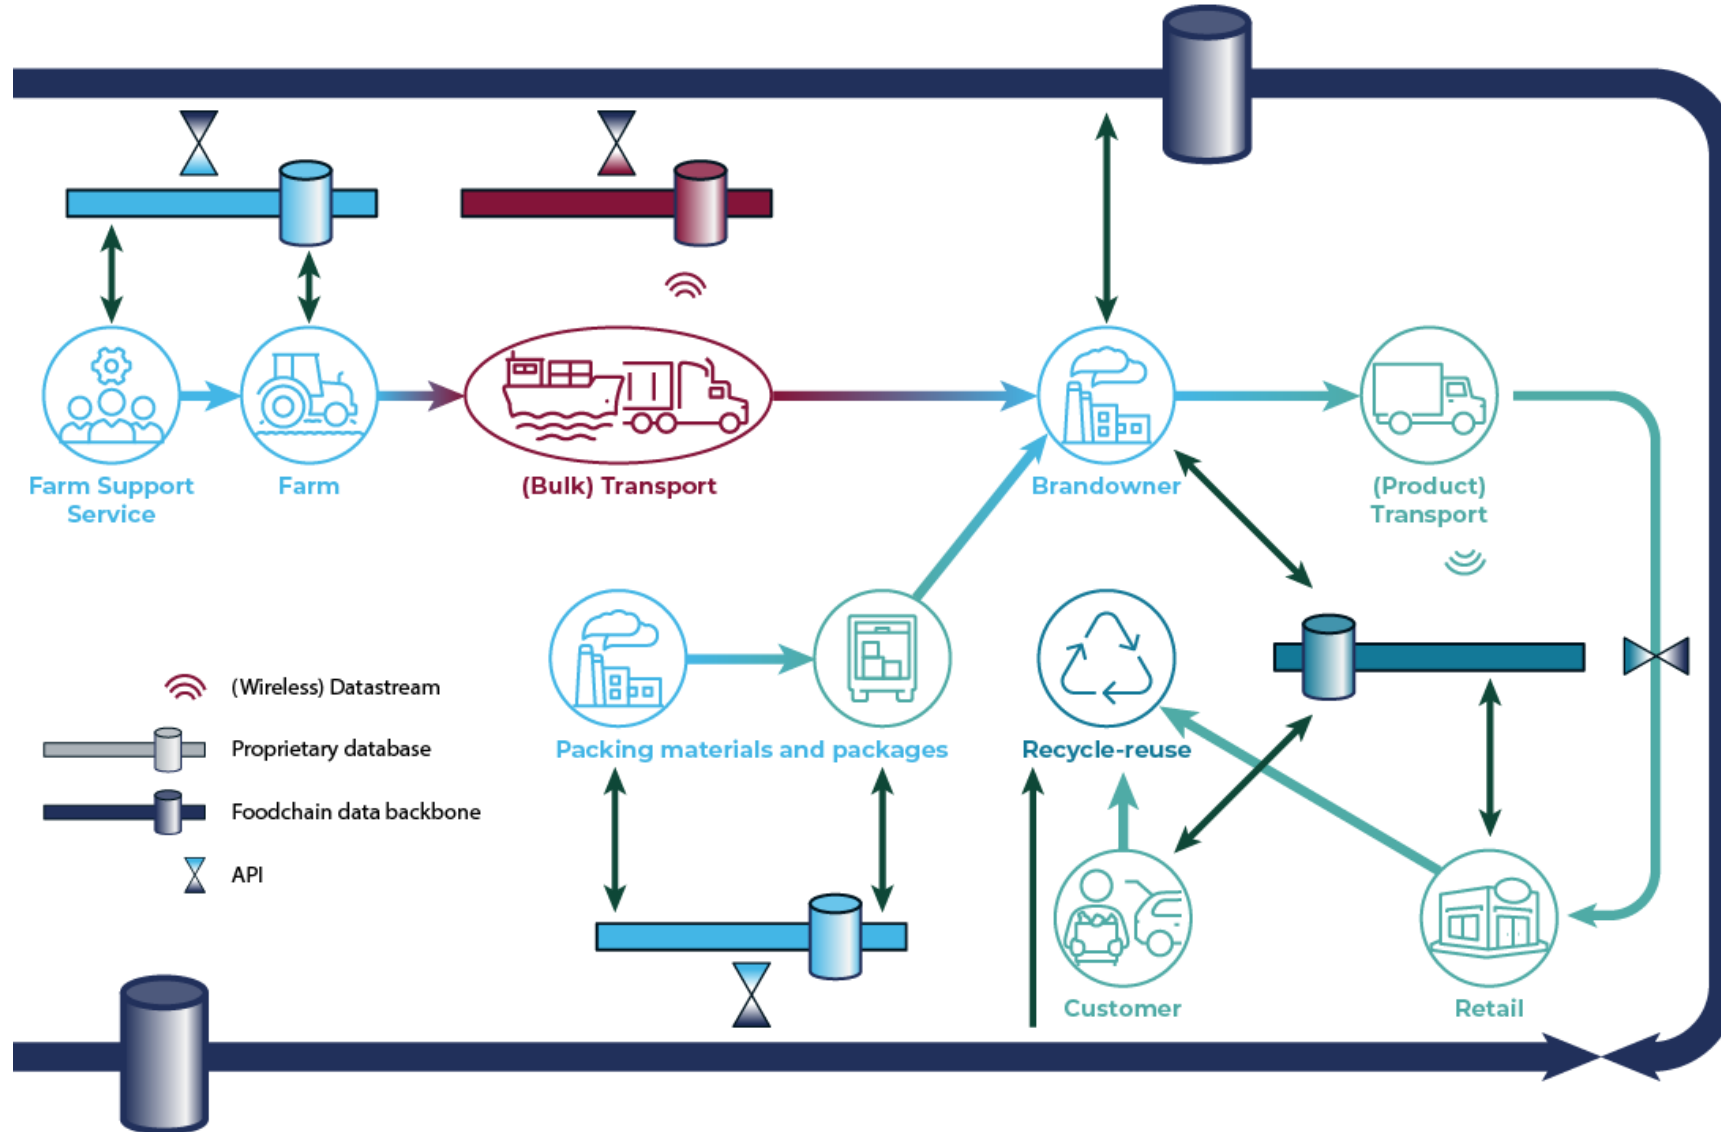 Farm Support
Service
Farm
(Bulk) Transport
Brandowner
(Product)
Transport
(Wireless) Datastream
Proprietary database
Foodchain data backbone
API
Packing materials and packages
Recycle-reuse
Customer
Retail